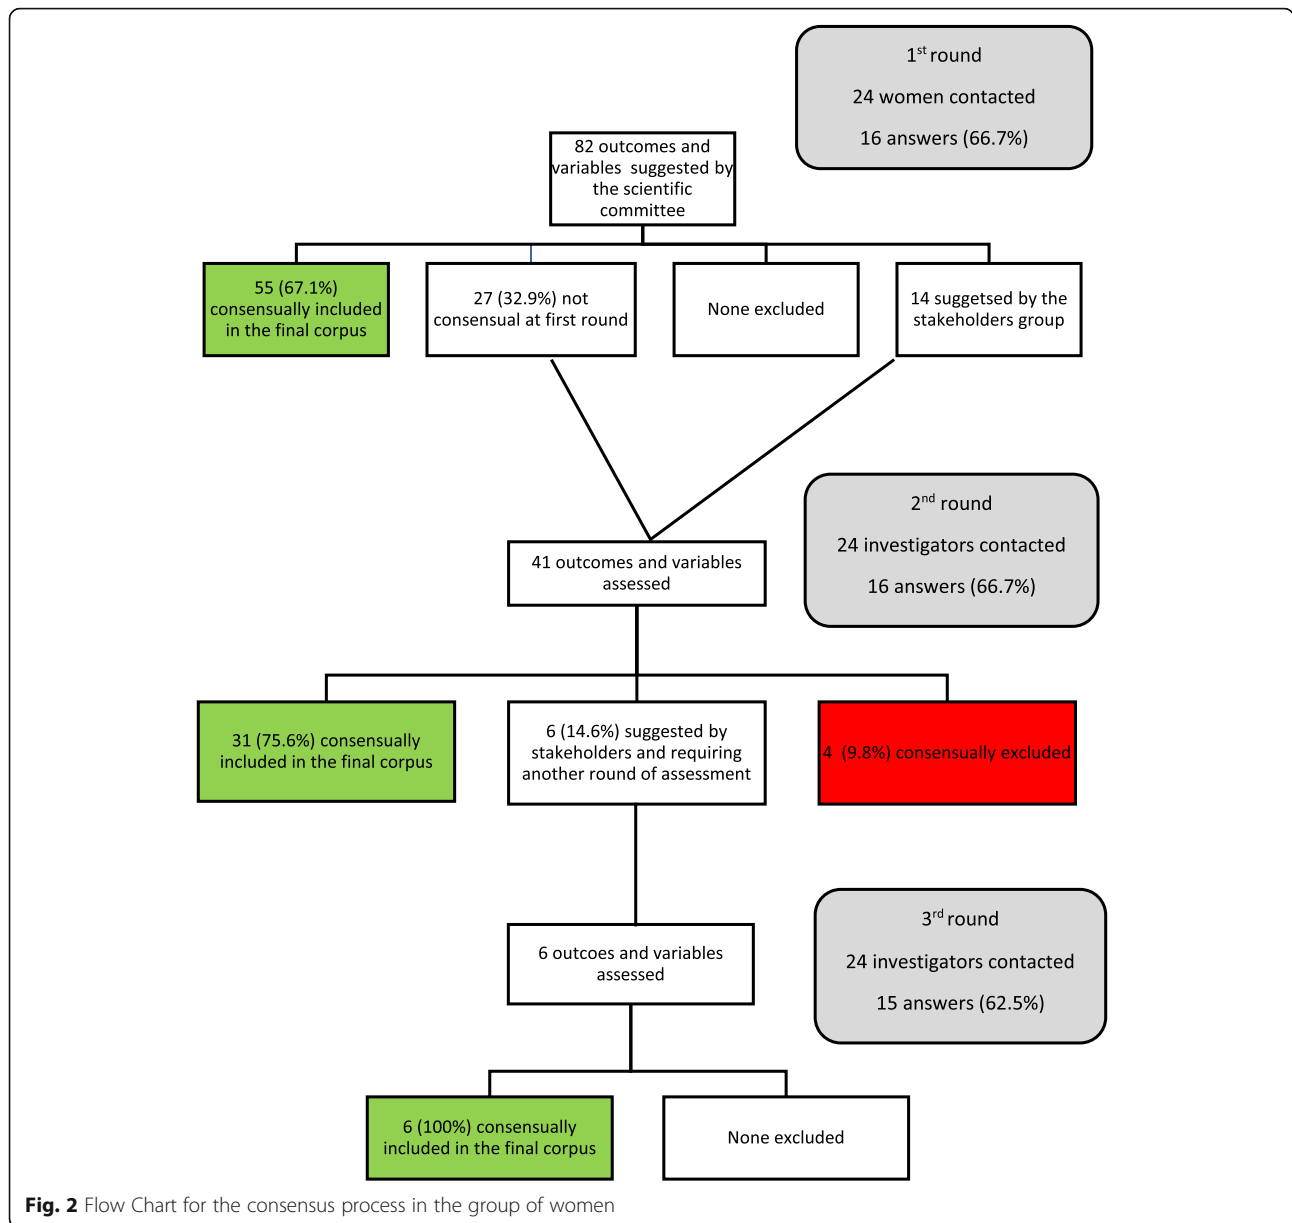 1st round
24 women contacted
16 answers (66.7%)
82 outcomes and
variables suggested by
the scientific
committee
55 (67.1%)
consensually included
in the final corpus
27 (32.9%) not
consensual at first round
None excluded
14 suggetsed by the
stakeholders group
2nd round
24 investigators contacted
16 answers (66.7%)
41 outcomes and variables
assessed
31 (75.6%) consensually
included in the final corpus
6 (14.6%) suggested by
stakeholders and requiring
another round of assessment
4 (9.8%) consensually excluded
3rd round
24 investigators contacted
15 answers (62.5%)
6 outcoes and variables
assessed
6 (100%) consensually
included in the final corpus
None excluded
Fig. 2 Flow Chart for the consensus process in the group of women